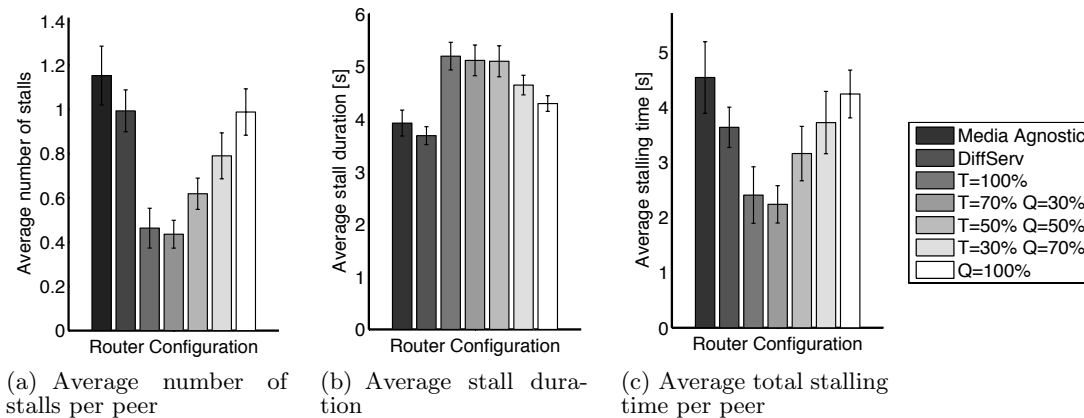 Average number of stalls
1.4
1.2
1
0.8
0.6
0.4
0.2
0
Router Configuration
(a) Average number of
stalls per peer
Average stall duration [s]
6
5
4
3
2
1
0
Router Configuration
(b) Average stall dura-
tion
Average stalling time [s]
5
4
3
2
1
0
Router Configuration
(c) Average total stalling
time per peer
Media Agnostic
DiffServ
T=100%
T=70% Q=30%
T=50% Q=50%
T=30% Q=70%
Q=100%